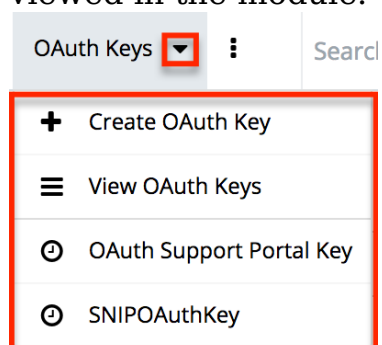 viewed in the module.
OAuth Keys
Search
Create OAuth Key
View OAuth Keys
OAuth Support Portal Key
SNIPOAuthKey